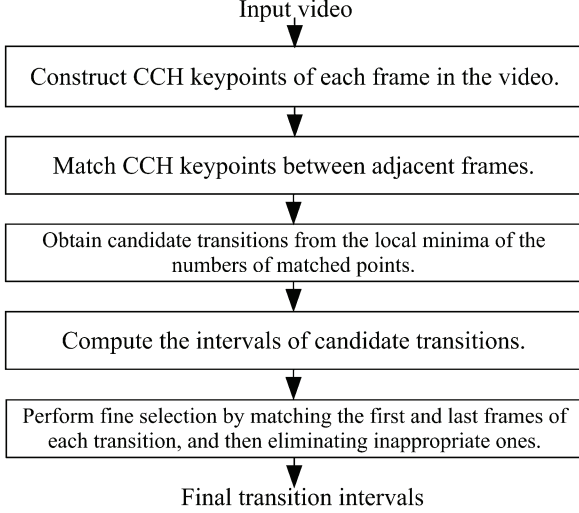 Input video
Construct CCH keypoints of each frame in the video.
Match CCH keypoints between adjacent frames.
Obtain candidate transitions from the local minima of the
numbers of matched points.
Compute the intervals of candidate transitions.
Perform fine selection by matching the first and last frames of
each transition, and then eliminating inappropriate ones.
Final transition intervals